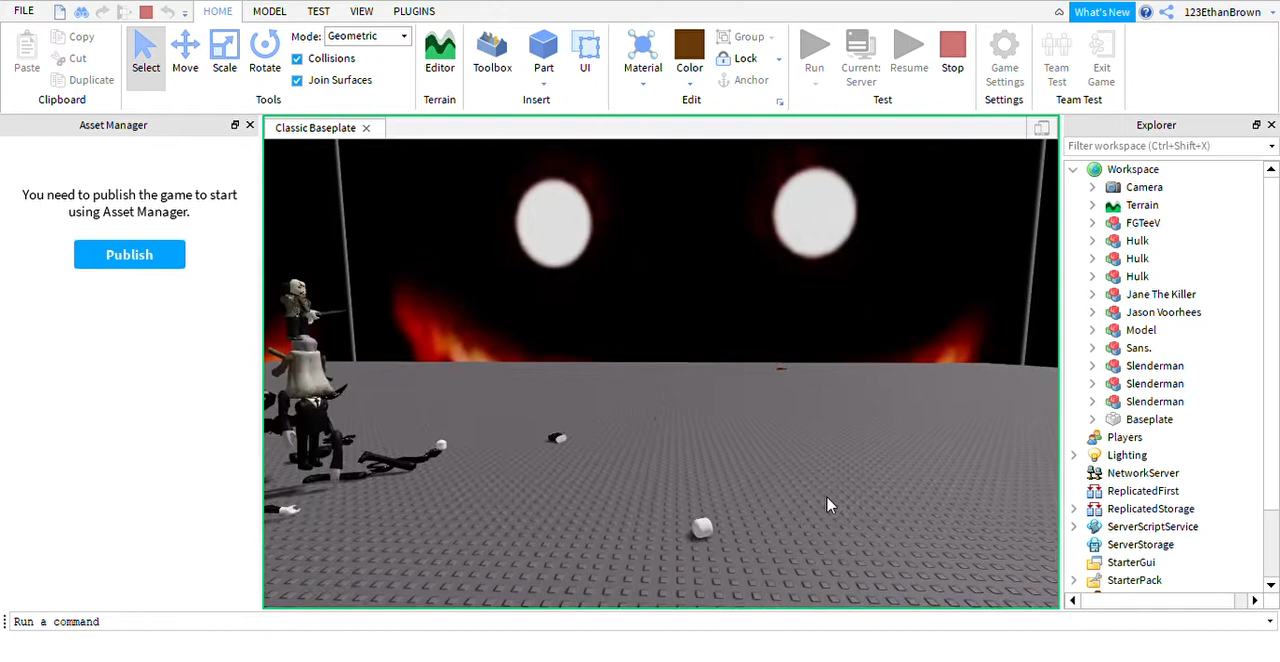 FILE HOME MODEL TEST VIEW PLUGINS What's New 123EthanBrown
Paste Copy Cut Duplicate
Select Move Scale Rotate
Mode: Geometric
Collisions
Join Surfaces
Editor Toolbox Part UI
Material Color Group Lock Anchor
Run Current: Server Resume Stop
Game Settings Team Test Exit Game
Clipboard Tools Terrain Insert Edit Test Settings Team Test
Asset Manager
You need to publish the game to start
using Asset Manager.
Publish
Classic Baseplate
Explorer
Filter workspace (Ctrl+Shift+X)
Workspace
Camera
Terrain
FGTeeV
Hulk
Hulk
Hulk
Jane The Killer
Jason Voorhees
Model
Sans.
Slenderman
Slenderman
Slenderman
Baseplate
Players
Lighting
NetworkServer
ReplicatedFirst
ReplicatedStorage
ServerScriptService
ServerStorage
StarterGui
StarterPack
Run a command